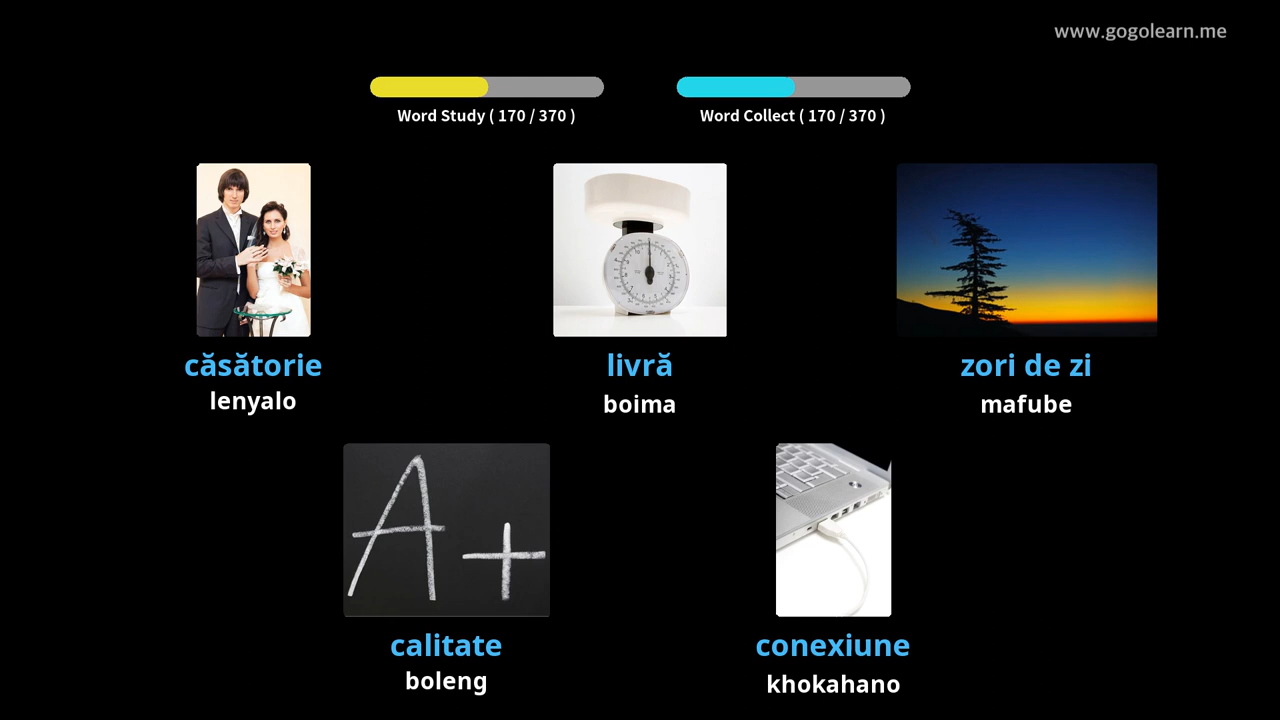 www.gogolearn.me
Word Study ( 170 / 370 )
Word Collect ( 170 / 370 )
căsătorie
lenyalo
livră
boima
zori de zi
mafube
A+
calitate
boleng
conexiune
khokahano